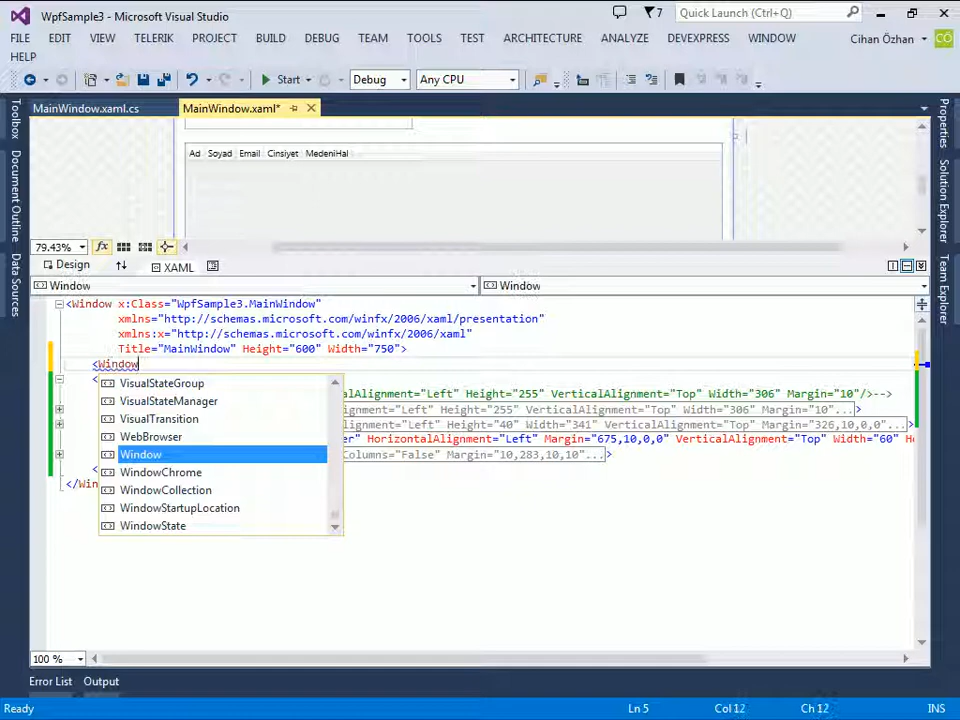 WpfSample3 - Microsoft Visual Studio
7
Quick Launch (Ctrl+Q)
FILE EDIT VIEW TELERIK PROJECT BUILD DEBUG TEAM TOOLS TEST ARCHITECTURE ANALYZE DEVEXPRESS WINDOW
Cihan Özhan CÖ
HELP
Start Debug Any CPU
MainWindow.xaml.cs MainWindow.xaml*
Toolbox
Document Outline
Data Sources
Properties
Solution Explorer
Team Explorer
Ad Soyad Email Cinsiyet MedeniHal
79.43% fx
Design XAML
Window Window
<Window x:Class="WpfSample3.MainWindow"
xmlns="http://schemas.microsoft.com/winfx/2006/xaml/presentation"
xmlns:x="http://schemas.microsoft.com/winfx/2006/xaml"
Title="MainWindow" Height="600" Width="750">
<Window
<
VisualStateGroup
VisualStateManager
VisualTransition
WebBrowser
Window
WindowChrome
WindowCollection
WindowStartupLocation
WindowState
alAlignment="Left" Height="255" VerticalAlignment="Top" Width="306" Margin="10"/>-->
lignment="Left" Height="255" VerticalAlignment="Top" Width="306" Margin="10"...>
lignment="Left" Height="40" Width="341" VerticalAlignment="Top" Margin="326,10,0,0"...>
er" HorizontalAlignment="Left" Margin="675,10,0,0" VerticalAlignment="Top" Width="60" He
Columns="False" Margin="10,283,10,10"...>
<
</Win
100 %
Error List Output
Ready Ln 5 Col 12 Ch 12 INS